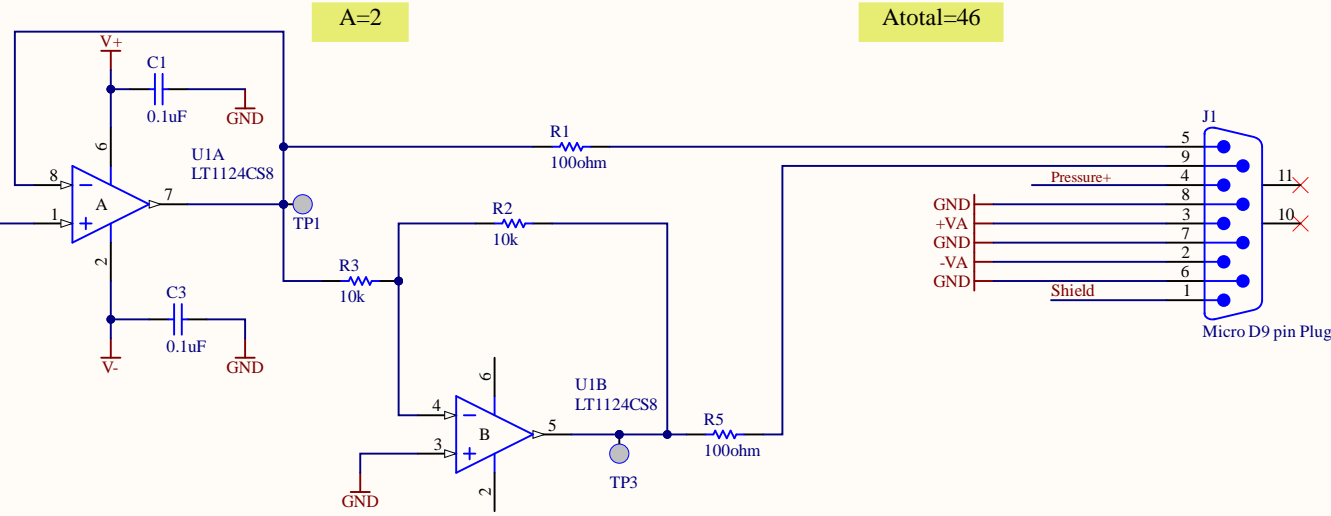 A=2
Atotal=46
V+
C1
0.1uF
GND
6
U1A
LT1124CS8
8
A
7
1
2
TP1
C3
0.1uF
V-
GND
R1
100ohm
R2
10k
R3
10k
6
U1B
LT1124CS8
4
B
5
3
2
GND
TP3
R5
100ohm
J1
5
9
Pressure+
4
11
GND
8
+VA
3
10
GND
7
-VA
2
GND
6
Shield
1
Micro D9 pin Plug